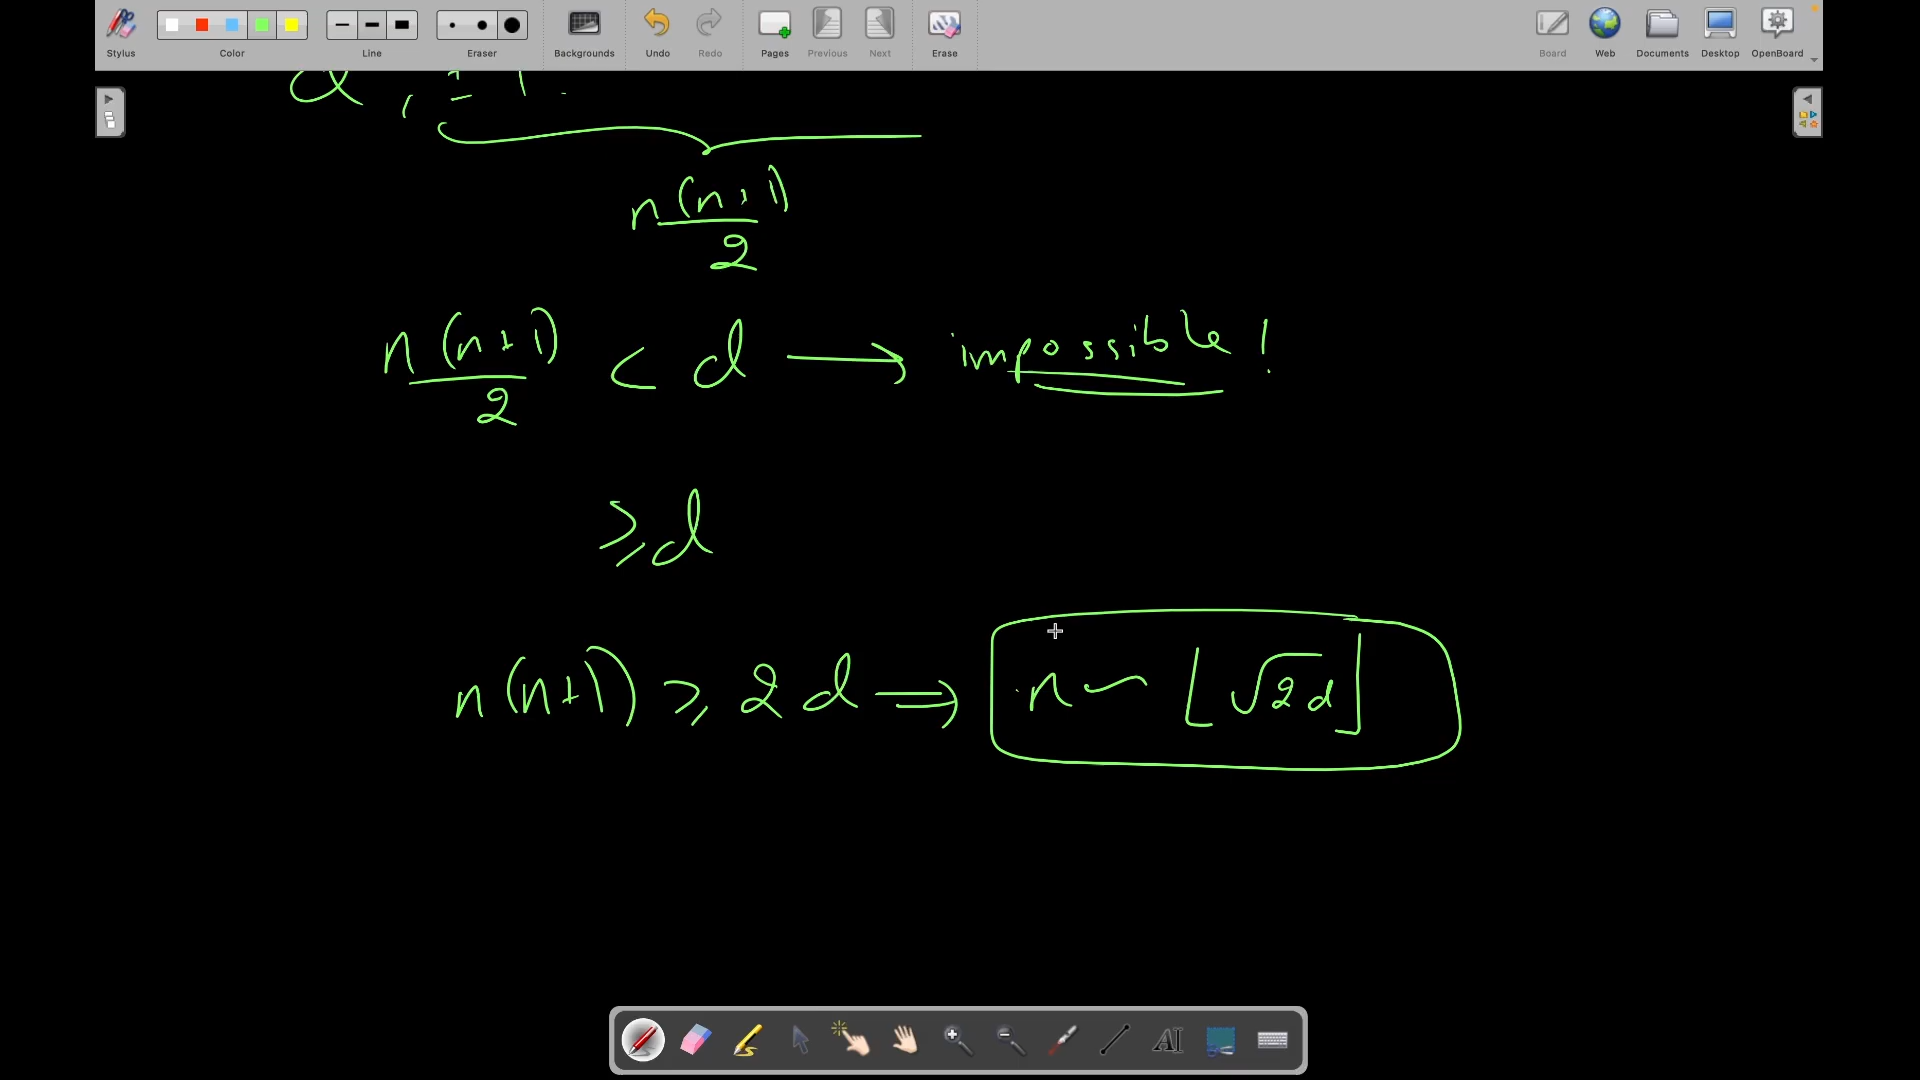 Stylus Color Line Eraser Backgrounds Undo Redo Pages Previous Next Erase Board Web Documents Desktop OpenBoard
n(n+1)
2
n(n+1) < d → impossible!
2
≥ d
n(n+1) ≥ 2d ⇒ n ~ ⌊√2d⌋